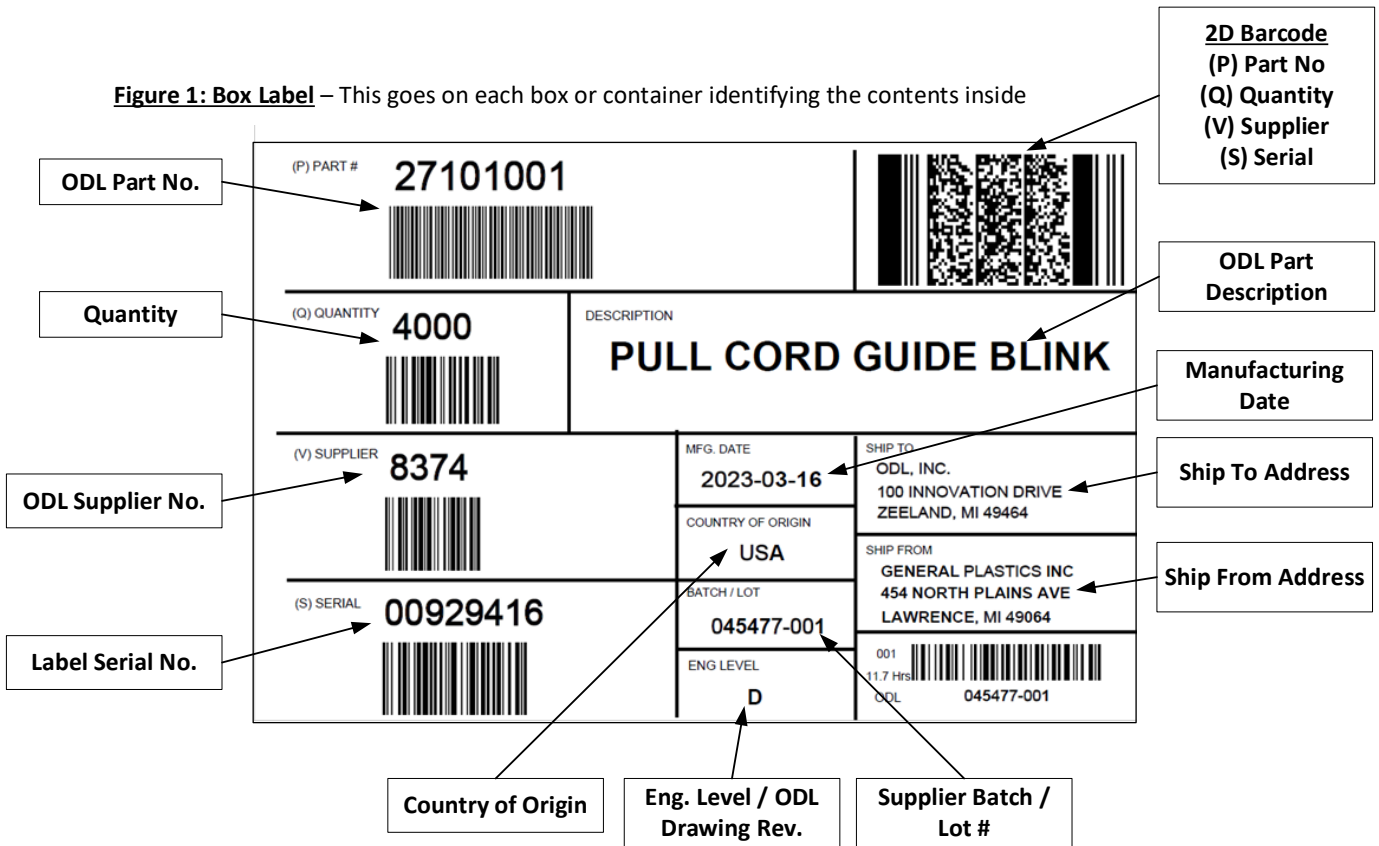 2D Barcode
(P) Part No
(Q) Quantity
(V) Supplier
(S) Serial
Figure 1: Box Label – This goes on each box or container identifying the contents inside
ODL Part No.
(P) PART #
27101001
ODL Part
Description
Quantity
(Q) QUANTITY
4000
DESCRIPTION
PULL CORD GUIDE BLINK
Manufacturing
Date
ODL Supplier No.
(V) SUPPLIER
8374
MFG. DATE
2023-03-16
SHIP TO
ODL, INC.
100 INNOVATION DRIVE
ZEELAND, MI 49464
Ship To Address
COUNTRY OF ORIGIN
USA
SHIP FROM
GENERAL PLASTICS INC
454 NORTH PLAINS AVE
LAWRENCE, MI 49064
Ship From Address
Label Serial No.
(S) SERIAL
00929416
BATCH / LOT
045477-001
ENG LEVEL
D
001
11.7 Hrs
ODL
045477-001
Country of Origin
Eng. Level / ODL
Drawing Rev.
Supplier Batch /
Lot #